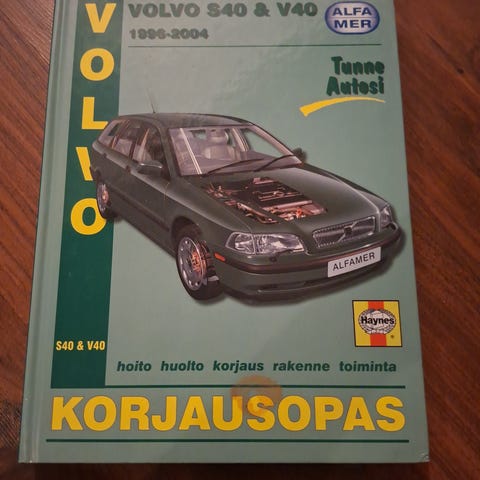 VOLVO
VOLVO S40 & V40
1996-2004
ALFA
MER
Tunne
Autosi
ALFAMER
Haynes
®
S40 & V40
hoito huolto korjaus rakenne toiminta
KORJAUSOPAS